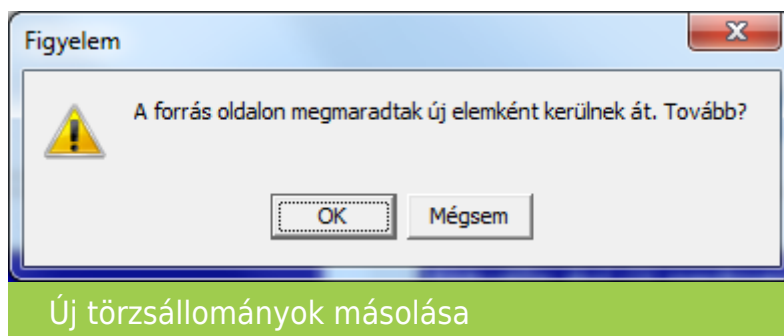 Figyelem
A forrás oldalon megmaradtak új elemként kerülnek át. Tovább?
OK
Mégsem
Új törzsállományok másolása